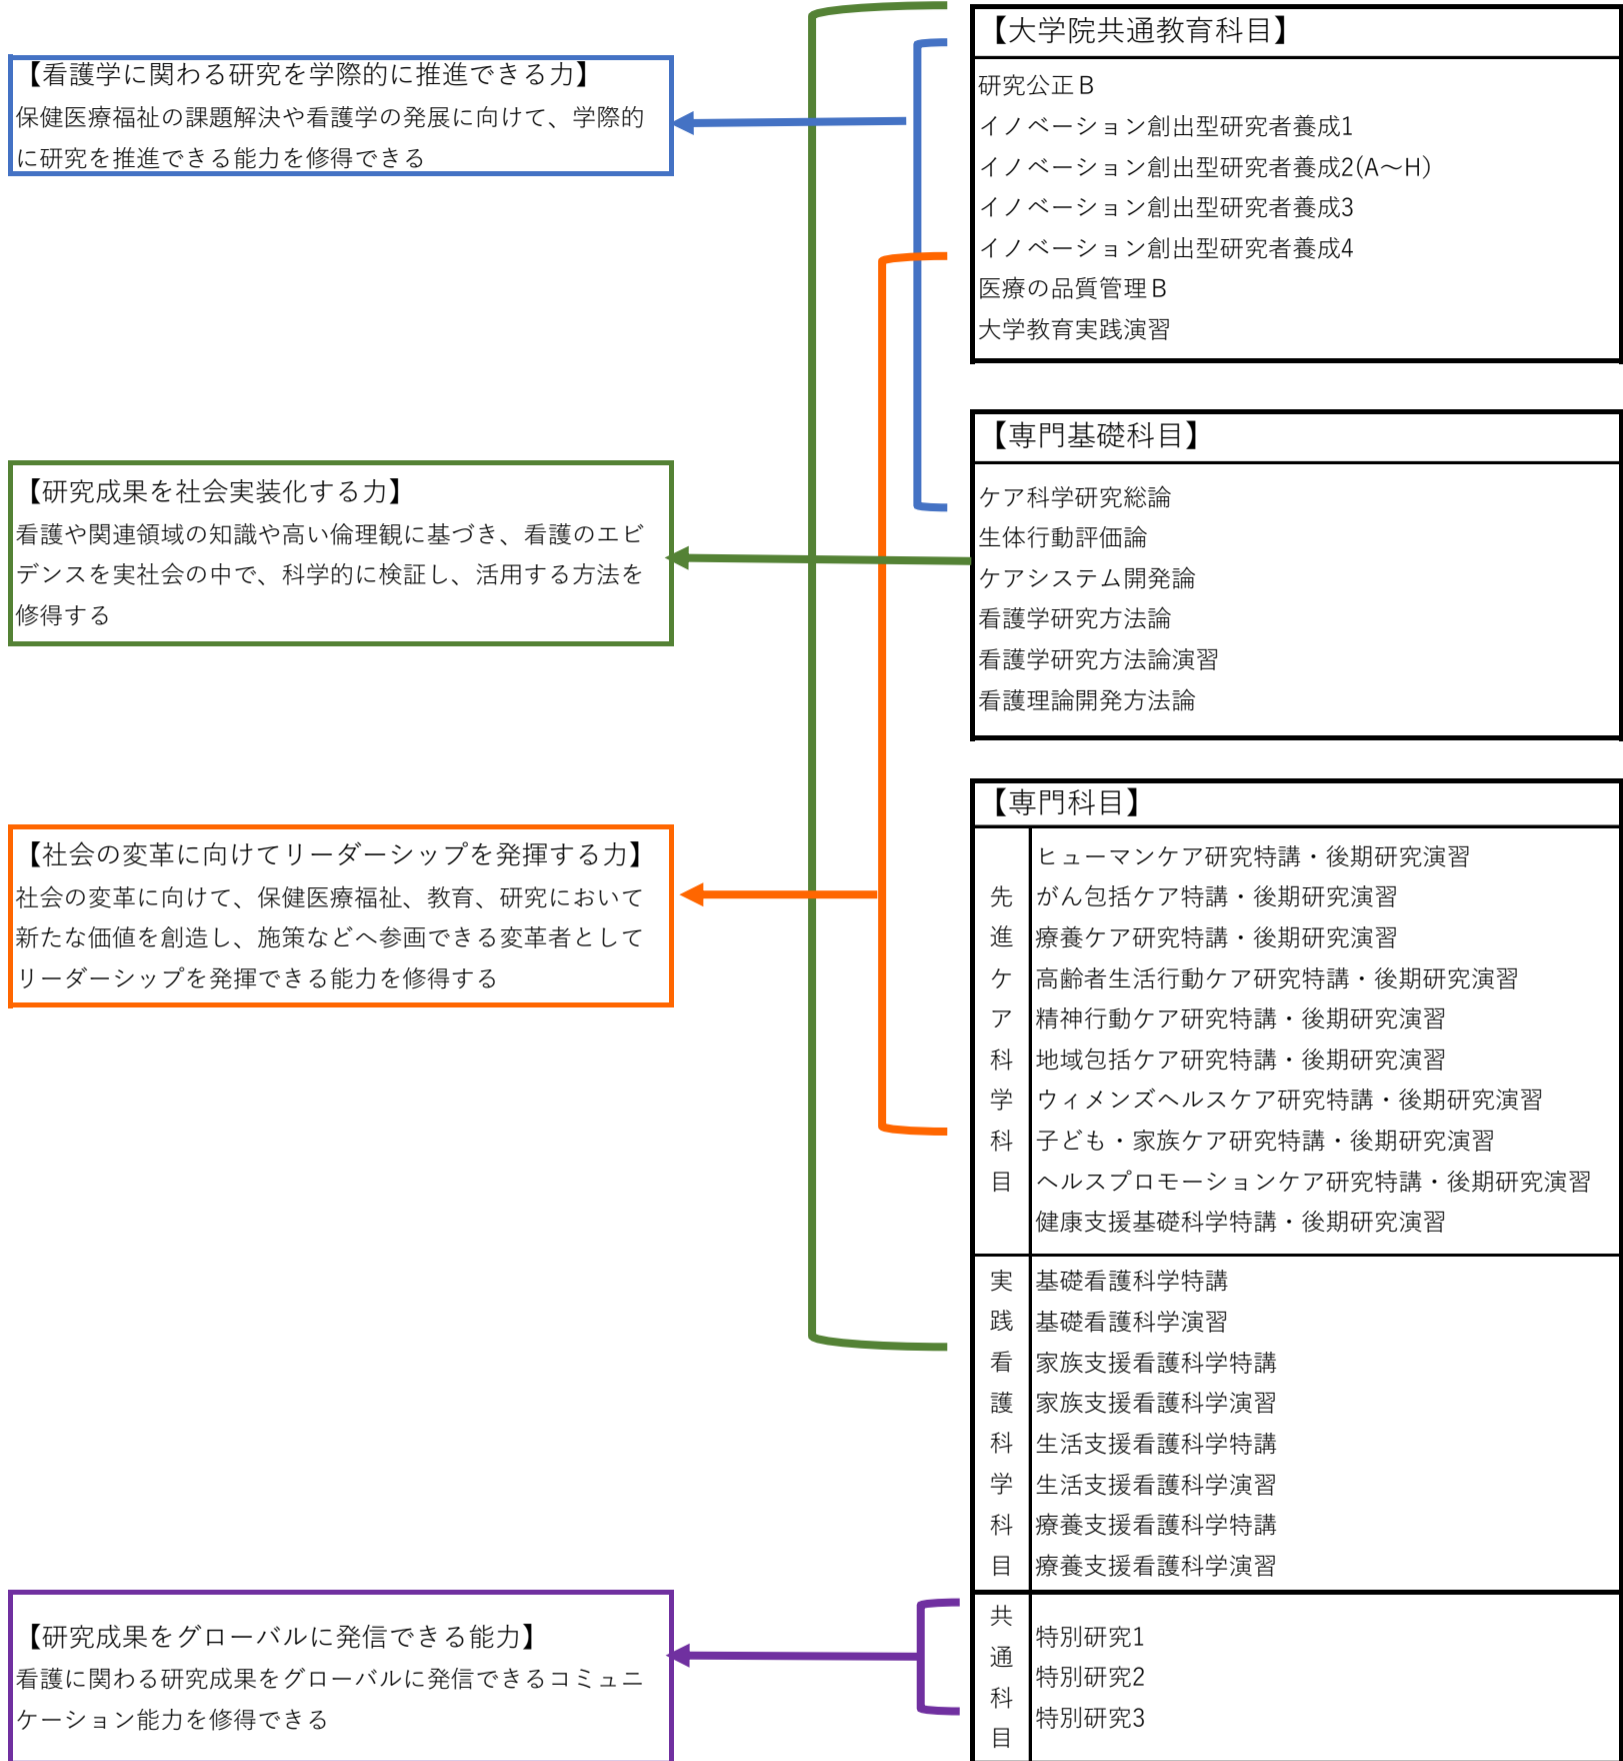 【看護学に関わる研究を学際的に推進できる力】
保健医療福祉の課題解決や看護学の発展に向けて、学際的
に研究を推進できる能力を修得できる
【研究成果を社会実装化する力】
看護や関連領域の知識や高い倫理観に基づき、看護のエビ
デンスを実社会の中で、科学的に検証し、活用する方法を
修得する
【社会の変革に向けてリーダーシップを発揮する力】
社会の変革に向けて、保健医療福祉、教育、研究において
新たな価値を創造し、施策などへ参画できる変革者として
リーダーシップを発揮できる能力を修得する
【研究成果をグローバルに発信できる能力】
看護に関わる研究成果をグローバルに発信できるコミュニ
ケーション能力を修得できる
【大学院共通教育科目】
研究公正B
イノベーション創出型研究者養成1
イノベーション創出型研究者養成2(A～H)
イノベーション創出型研究者養成3
イノベーション創出型研究者養成4
医療の品質管理B
大学教育実践演習
【専門基礎科目】
ケア科学研究総論
生体行動評価論
ケアシステム開発論
看護学研究方法論
看護学研究方法論演習
看護理論開発方法論
【専門科目】
先進ケア科学科目
ヒューマンケア研究特講・後期研究演習
がん包括ケア特講・後期研究演習
療養ケア研究特講・後期研究演習
高齢者生活行動ケア研究特講・後期研究演習
精神行動ケア研究特講・後期研究演習
地域包括ケア研究特講・後期研究演習
ウィメンズヘルスケア研究特講・後期研究演習
子ども・家族ケア研究特講・後期研究演習
ヘルスプロモーションケア研究特講・後期研究演習
健康支援基礎科学特講・後期研究演習
実践看護科学科目
基礎看護科学特講
基礎看護科学演習
家族支援看護科学特講
家族支援看護科学演習
生活支援看護科学特講
生活支援看護科学演習
療養支援看護科学特講
療養支援看護科学演習
共通科目
特別研究1
特別研究2
特別研究3